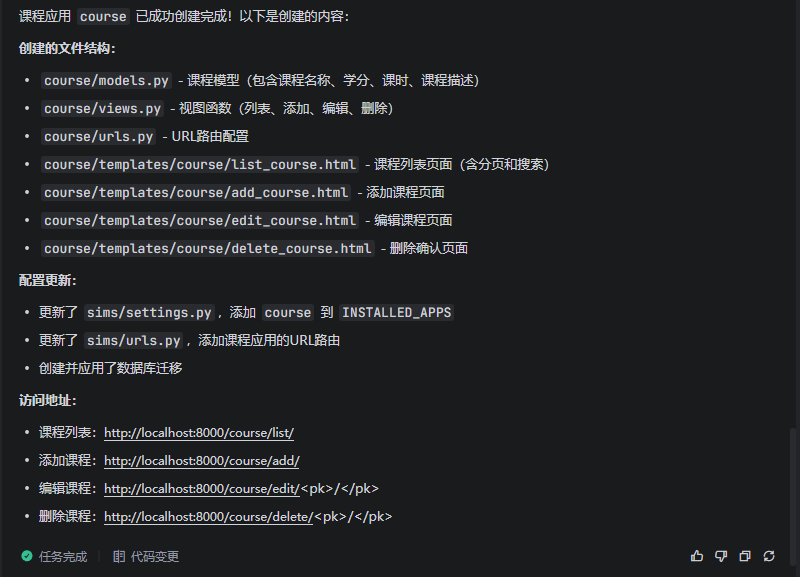 课程应用 course 已成功创建完成！以下是创建的内容：
创建的文件结构：
• course/models.py - 课程模型（包含课程名称、学分、课时、课程描述）
• course/views.py - 视图函数（列表、添加、编辑、删除）
• course/urls.py - URL路由配置
• course/templates/course/list_course.html - 课程列表页面（含分页和搜索）
• course/templates/course/add_course.html - 添加课程页面
• course/templates/course/edit_course.html - 编辑课程页面
• course/templates/course/delete_course.html - 删除确认页面
配置更新：
• 更新了 sims/settings.py ，添加 course 到 INSTALLED_APPS
• 更新了 sims/urls.py ，添加课程应用的URL路由
• 创建并应用了数据库迁移
访问地址：
• 课程列表：http://localhost:8000/course/list/
• 添加课程：http://localhost:8000/course/add/
• 编辑课程：http://localhost:8000/course/edit/<pk>/</pk>
• 删除课程：http://localhost:8000/course/delete/<pk>/</pk>
任务完成 代码变更